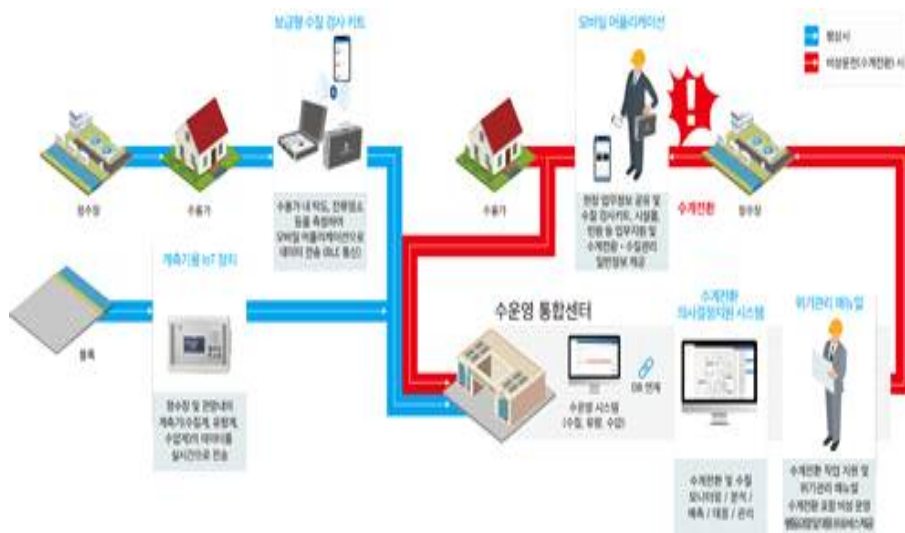 보급형 수질 검사 키트
모바일 어플리케이션
평상시
비상운전(수계전환) 시
정수장
수용가
수용가 내 탁도, 잔류염소
등을 측정하여
모바일 어플리케이션으로
데이터 전송 (BLE 통신)
수용가
현장 업무정보 공유 및
수질 검사키트, 시설물,
민원 등 업무지원 및
수계전환·수질관리
일반정보 제공
수계전환
정수장
계측기용 IoT 장치
블록
정수장 및 관망내의
계측기(수질계, 유량계,
수압계)의 데이터를
실시간으로 전송
수운영 통합센터
수운영 시스템
(수질, 유량, 수압)
DB 연계
수계전환
의사결정지원 시스템
수계전환 및 수질
모니터링 / 분석 /
예측 / 대응 / 관리
위기관리 매뉴얼
수계전환 작업 지원 및
위기관리 매뉴얼
수계전환 포함 비상 운영